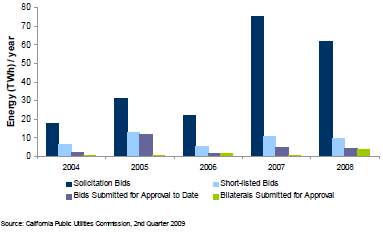 Energy (TWh) / year
80
70
60
50
40
30
20
10
0
2004 2005 2006 2007 2008
Solicitation Bids Short-listed Bids
Bids Submitted for Approval to Date Bilaterals Submitted for Approval
Source: California Public Utilities Commission, 2nd Quarter 2009